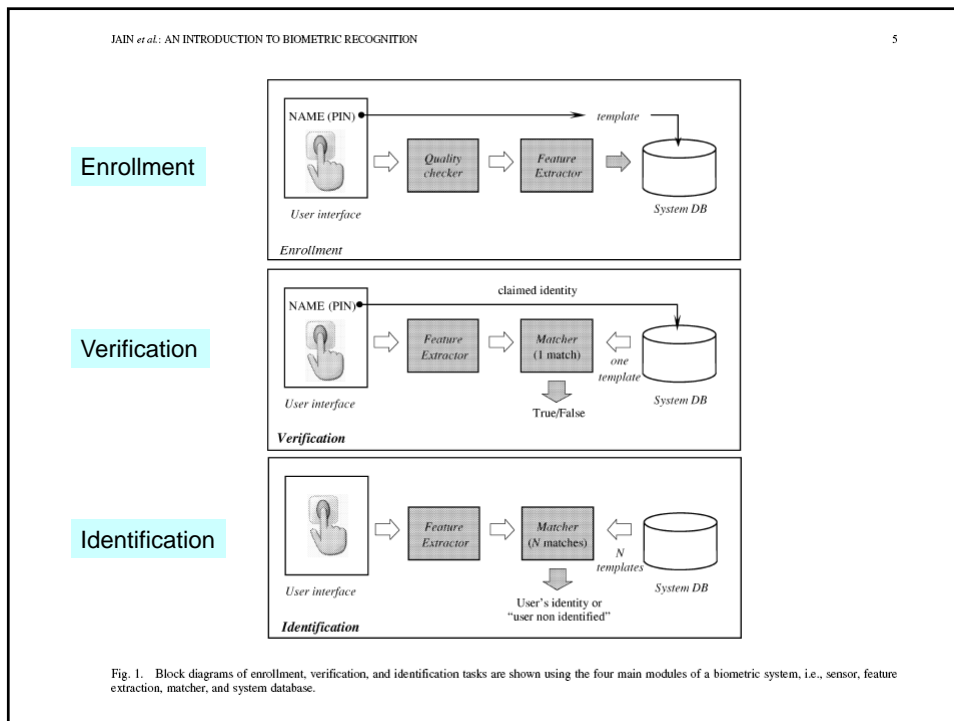 JAIN et al.: AN INTRODUCTION TO BIOMETRIC RECOGNITION 5
Enrollment
NAME (PIN)
template
Quality
checker
Feature
Extractor
User interface
System DB
Enrollment
Verification
claimed identity
NAME (PIN)
Feature
Extractor
Matcher
(1 match)
one
template
User interface
True/False
System DB
Verification
Identification
Feature
Extractor
Matcher
(N matches)
N
templates
User interface
System DB
User's identity or
"user non identified"
Identification
Fig. 1. Block diagrams of enrollment, verification, and identification tasks are shown using the four main modules of a biometric system, i.e., sensor, feature
extraction, matcher, and system database.